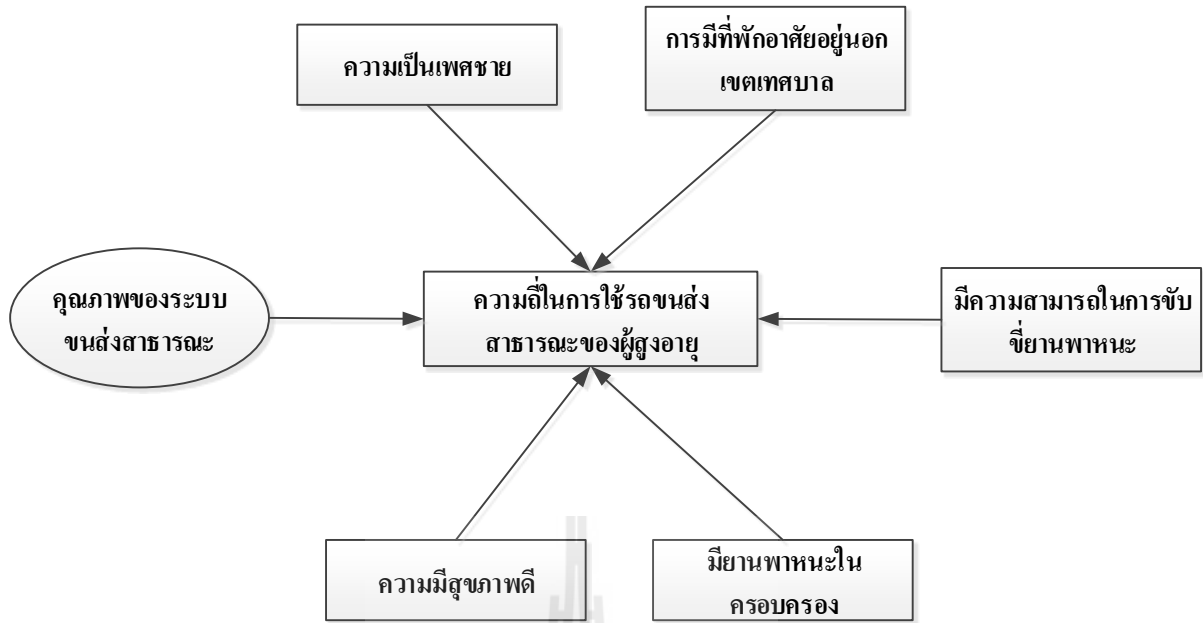 ความเป็นเพศชาย
การมีที่พักอาศัยอยู่นอก
เขตเทศบาล
คุณภาพของระบบ
ขนส่งสาธารณะ
ความถี่ในการใช้รถขนส่ง
สาธารณะของผู้สูงอายุ
มีความสามารถในการขับ
ขี่ยานพาหนะ
ความมีสุขภาพดี
มียานพาหนะใน
ครอบครอง